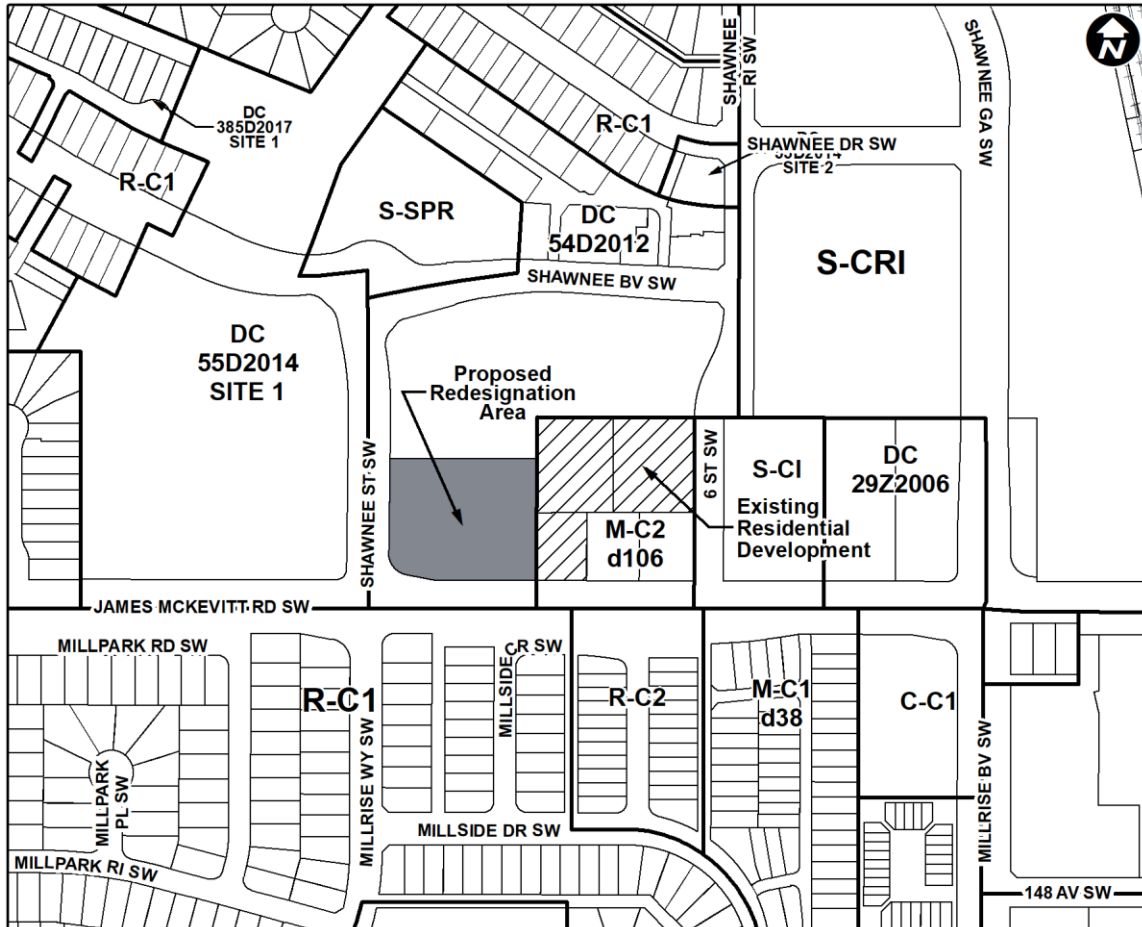 SHAWNEE
RI SW
N
SHAWNEE GA SW
DC
385D2017
SITE 1
R-C1
SHAWNEE DR SW
SITE 2
R-C1
S-SPR
DC
54D2012
S-CRI
SHAWNEE BV SW
DC
55D2014
SITE 1
Proposed
Redesignation
Area
SHAWNEE ST SW
6 ST SW
S-CI
DC
29Z2006
Existing
Residential
Development
M-C2
d106
JAMES MCKEVITT RD SW
MILLPARK RD SW
MILLSIDE CR SW
R-C1
R-C2
M-C1
d38
C-C1
MILLPARK
PL SW
MILLRISE WY SW
MILLRISE BV SW
MILLSIDE DR SW
MILLPARK RI SW
148 AV SW